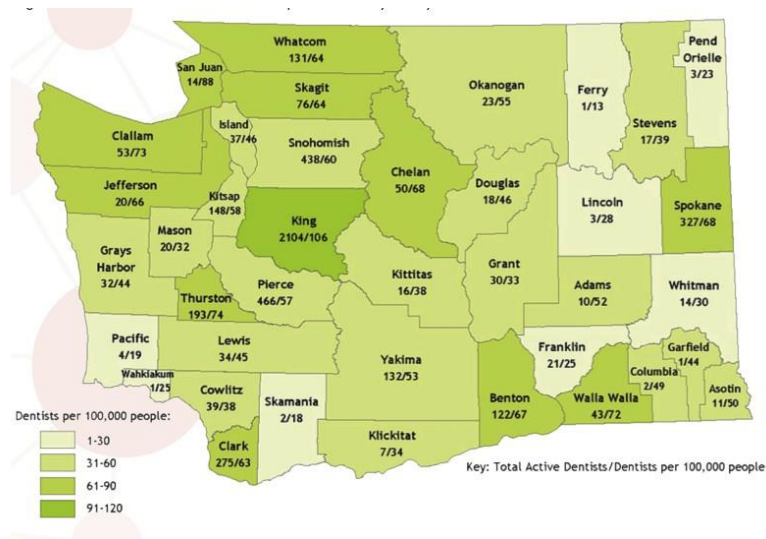 Whatcom
131/64
San Juan
14/88
Skagit
76/64
Okanogan
23/55
Ferry
1/13
Pend
Orielle
3/23
Stevens
17/39
Clallam
53/73
Island
37/46
Snohomish
438/60
Chelan
50/68
Douglas
18/46
Lincoln
3/28
Spokane
327/68
Jefferson
20/66
Kitsap
148/58
King
2104/106
Mason
20/32
Grays
Harbor
32/44
Kittitas
16/38
Grant
30/33
Adams
10/52
Whitman
14/30
Thurston
193/74
Pierce
466/57
Pacific
4/19
Lewis
34/45
Yakima
132/53
Franklin
21/25
Garfield
1/44
Columbia
2/49
Asotin
11/50
Wahkiakum
1/25
Cowlitz
39/38
Skamania
2/18
Benton
122/67
Walla Walla
43/72
Clark
275/63
Klickitat
7/34
Dentists per 100,000 people:
1-30
31-60
61-90
91-120
Key: Total Active Dentists/Dentists per 100,000 people